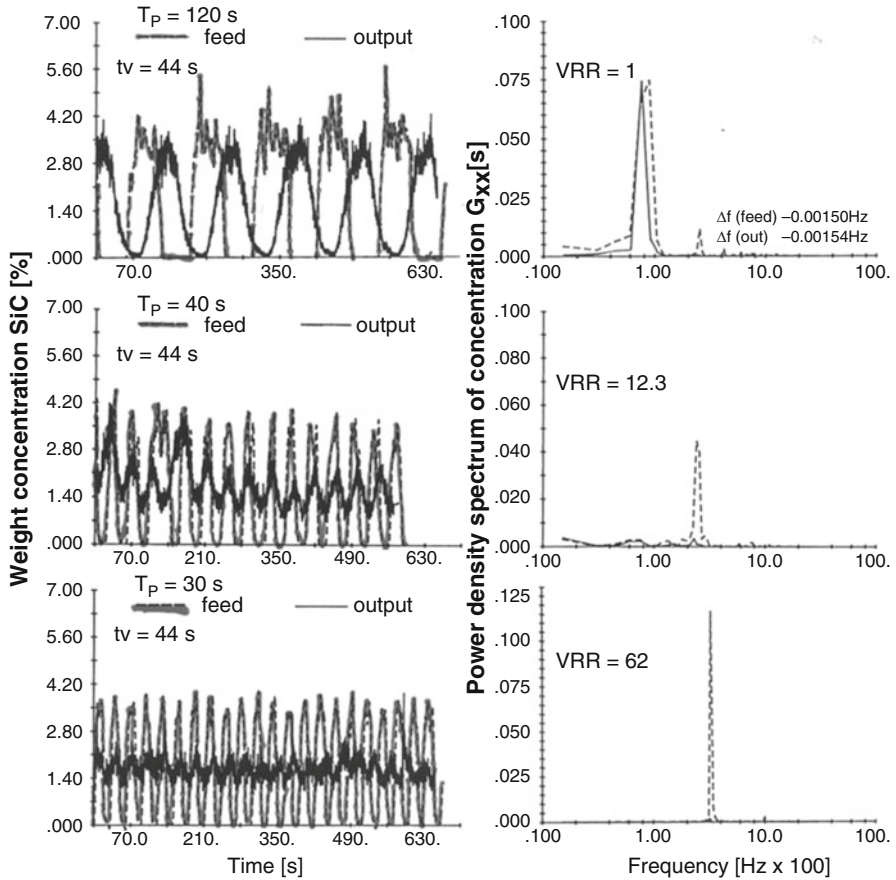 Weight concentration SiC [%]
T_P = 120 s
feed output
tv = 44 s
7.00
5.60
4.20
2.80
1.40
.000
70.0 350. 630.
T_P = 40 s
feed output
tv = 44 s
7.00
5.60
4.20
2.80
1.40
.000
70.0 210. 350. 490. 630.
T_P = 30 s
feed output
tv = 44 s
7.00
5.60
4.20
2.80
1.40
.000
70.0 210. 350. 490. 630.
Time [s]
Power density spectrum of concentration G_XX[s]
.100
VRR = 1
.075
.050
.025
Δf (feed) –0.00150Hz
Δf (out) –0.00154Hz
.000
.100 1.00 10.0 100.
.100
.080
VRR = 12.3
.060
.040
.020
.000
.100 1.00 10.0 100.
.125
.100
VRR = 62
.075
.050
.025
.000
.100 1.00 10.0 100.
Frequency [Hz x 100]